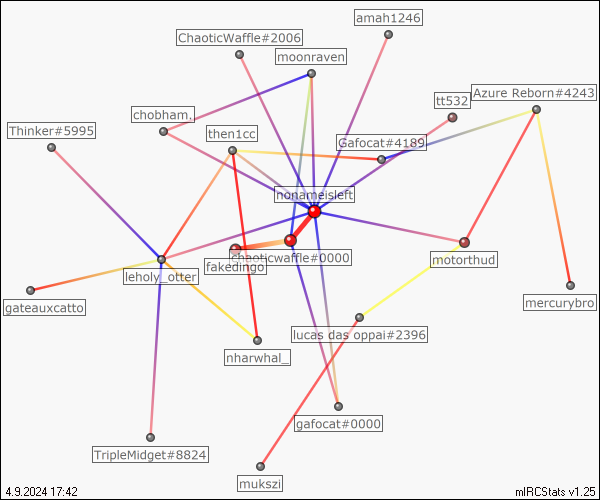 amah1246
ChaoticWaffle#2006
moonraven
Azure Reborn#4243
tt532
chobham.
Thinker#5995
then1cc
Gafocat#4189
nonameisleft
chaoticwaffle#0000
motorthud
fakedingo
leholy_otter
gateauxcatto
mercurybro
lucas das oppai#2396
nharwhal_
gafocat#0000
TripleMidget#8824
mukszi
4.9.2024 17:42
mIRCStats v1.25